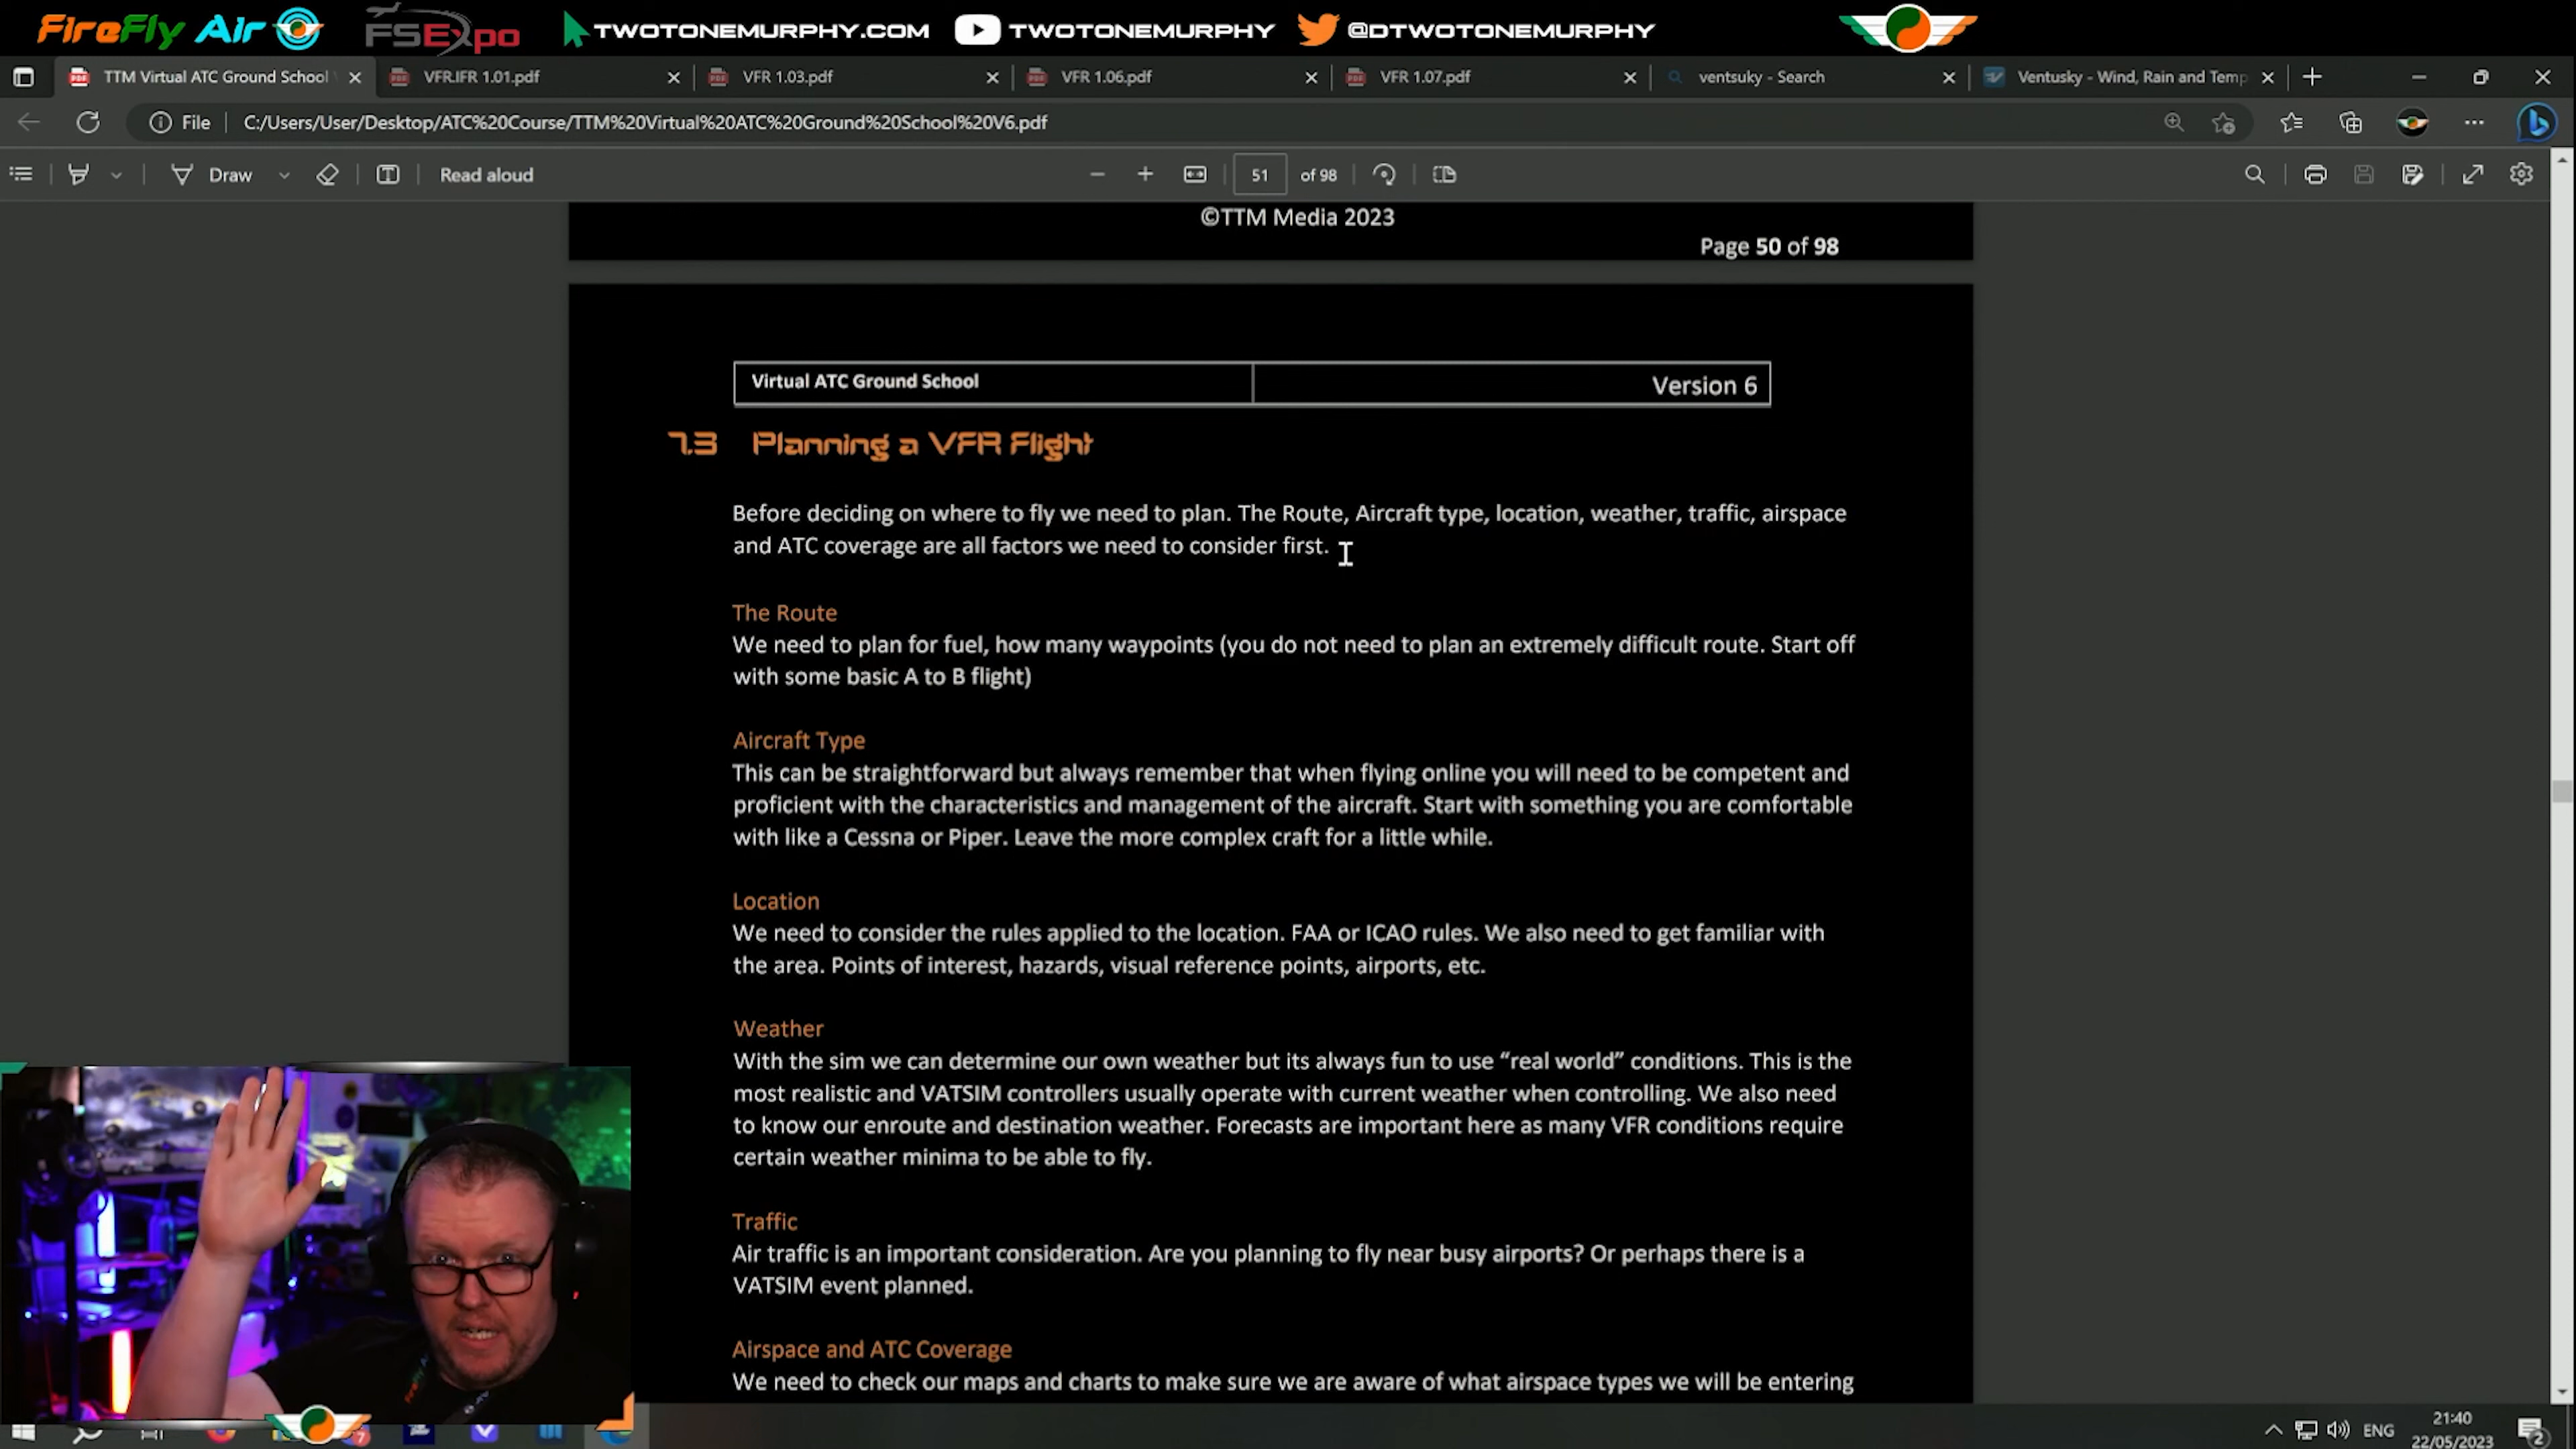 FireFly Air FSExpo TWOTONEMURPHY.COM TWOTONEMURPHY @DTWOTONEMURPHY
TTM Virtual ATC Ground School VFR.IFR 1.01.pdf VFR 1.03.pdf VFR 1.06.pdf VFR 1.07.pdf ventsuky - Search Ventusky - Wind, Rain and Temp
File C:/Users/User/Desktop/ATC%20Course/TTM%20Virtual%20ATC%20Ground%20School%20V6.pdf
Draw Read aloud 51 of 98
©TTM Media 2023
Page 50 of 98
Virtual ATC Ground School Version 6
7.3 Planning a VFR Flight
Before deciding on where to fly we need to plan. The Route, Aircraft type, location, weather, traffic, airspace
and ATC coverage are all factors we need to consider first.
The Route
We need to plan for fuel, how many waypoints (you do not need to plan an extremely difficult route. Start off
with some basic A to B flight)
Aircraft Type
This can be straightforward but always remember that when flying online you will need to be competent and
proficient with the characteristics and management of the aircraft. Start with something you are comfortable
with like a Cessna or Piper. Leave the more complex craft for a little while.
Location
We need to consider the rules applied to the location. FAA or ICAO rules. We also need to get familiar with
the area. Points of interest, hazards, visual reference points, airports, etc.
Weather
With the sim we can determine our own weather but its always fun to use “real world” conditions. This is the
most realistic and VATSIM controllers usually operate with current weather when controlling. We also need
to know our enroute and destination weather. Forecasts are important here as many VFR conditions require
certain weather minima to be able to fly.
Traffic
Air traffic is an important consideration. Are you planning to fly near busy airports? Or perhaps there is a
VATSIM event planned.
Airspace and ATC Coverage
We need to check our maps and charts to make sure we are aware of what airspace types we will be entering
ENG
21:40
22/05/2023
2